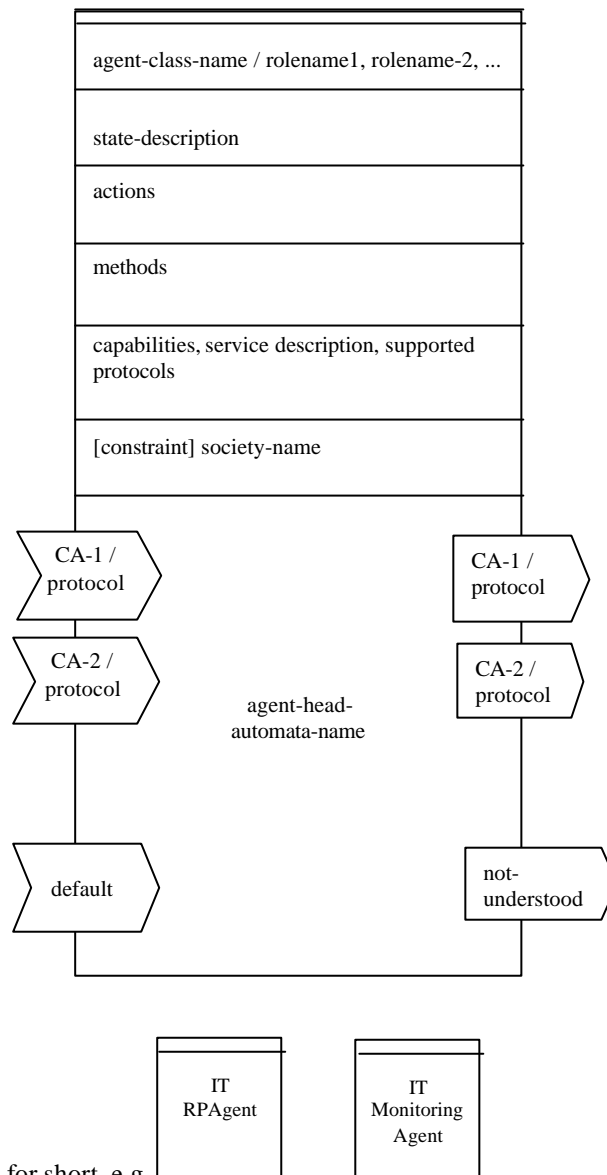 agent-class-name / rolename1, rolename-2, ...
state-description
actions
methods
capabilities, service description, supported
protocols
[constraint] society-name
CA-1 /
protocol
CA-1 /
protocol
CA-2 /
protocol
CA-2 /
protocol
agent-head-
automata-name
default
not-
understood
IT
RPAgent
IT
Monitoring
Agent
for short, e.g.